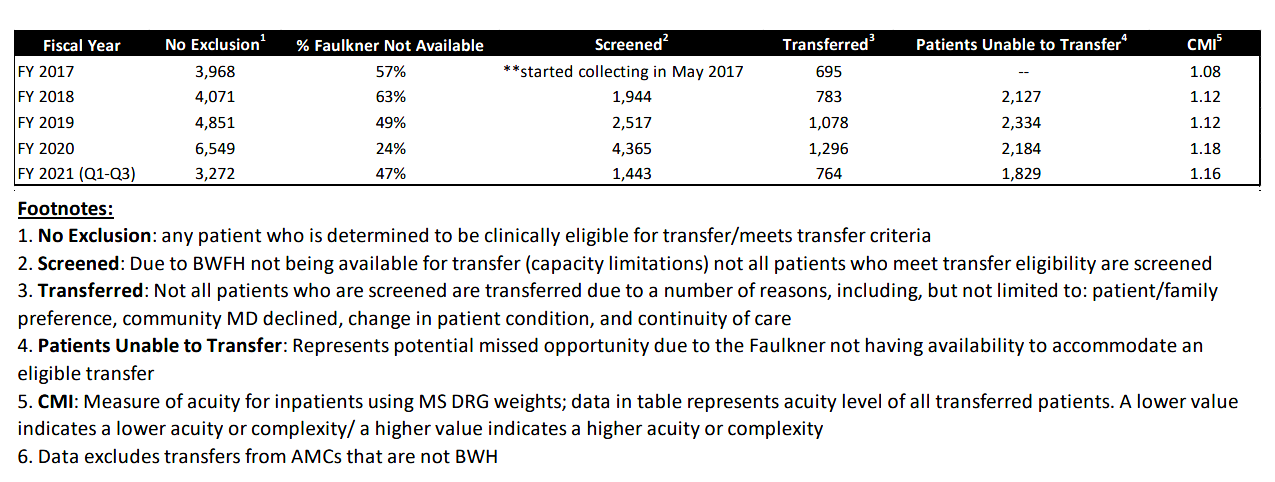 Fiscal Year No Exclusion1 % Faulkner Not Available Screened2 Transferred3 Patients Unable to Transfer4 CMI5
FY 2017 3,968 57% **started collecting in May 2017 695 -- 1.08
FY 2018 4,071 63% 1,944 783 2,127 1.12
FY 2019 4,851 49% 2,517 1,078 2,334 1.12
FY 2020 6,549 24% 4,365 1,296 2,184 1.18
FY 2021 (Q1-Q3) 3,272 47% 1,443 764 1,829 1.16
Footnotes:
1. No Exclusion: any patient who is determined to be clinically eligible for transfer/meets transfer criteria
2. Screened: Due to BWFH not being available for transfer (capacity limitations) not all patients who meet transfer eligibility are screened
3. Transferred: Not all patients who are screened are transferred due to a number of reasons, including, but not limited to: patient/family
preference, community MD declined, change in patient condition, and continuity of care
4. Patients Unable to Transfer: Represents potential missed opportunity due to the Faulkner not having availability to accommodate an
eligible transfer
5. CMI: Measure of acuity for inpatients using MS DRG weights; data in table represents acuity level of all transferred patients. A lower value
indicates a lower acuity or complexity/ a higher value indicates a higher acuity or complexity
6. Data excludes transfers from AMCs that are not BWH